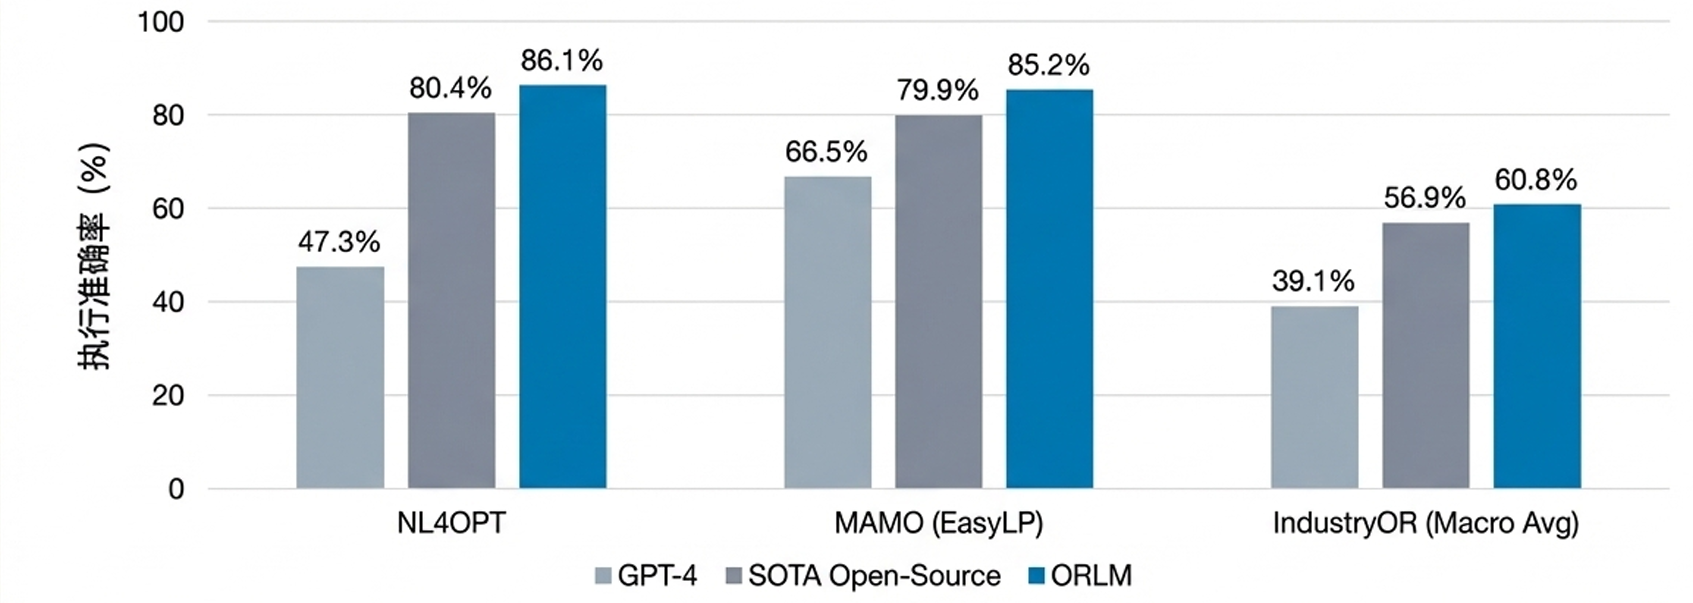 执行准确率（%）
100
80
60
40
20
0
47.3%
80.4%
86.1%
66.5%
79.9%
85.2%
39.1%
56.9%
60.8%
NL4OPT
MAMO (EasyLP)
IndustryOR (Macro Avg)
GPT-4
SOTA Open-Source
ORLM